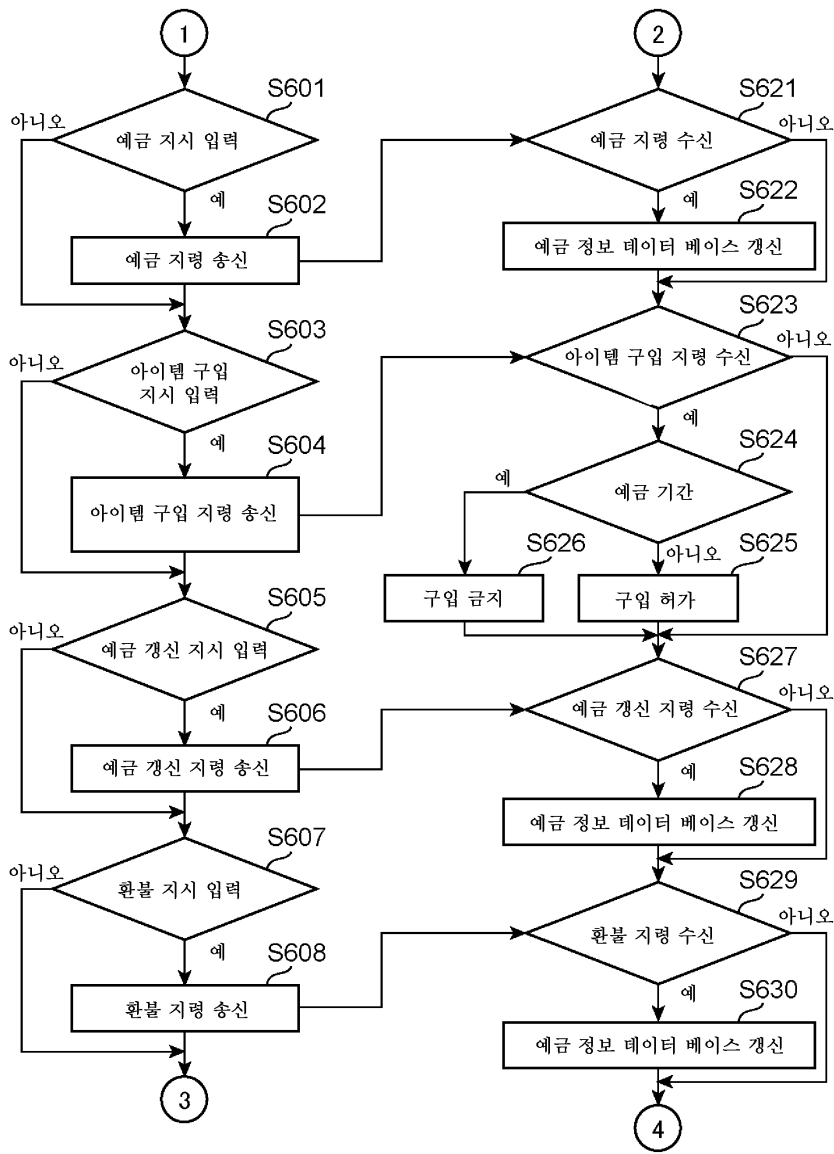 1
S601
아니오
예금 지시 입력
예
S602
예금 지령 송신
S603
아니오
아이템 구입
지시 입력
예
S604
아이템 구입 지령 송신
S605
아니오
예금 갱신 지시 입력
예
S606
예금 갱신 지령 송신
S607
아니오
환불 지시 입력
예
S608
환불 지령 송신
3
2
S621
아니오
예금 지령 수신
예
S622
예금 정보 데이터 베이스 갱신
S623
아니오
아이템 구입 지령 수신
예
S624
예
예금 기간
S626
아니오
S625
구입 금지
구입 허가
S627
아니오
예금 갱신 지령 수신
예
S628
예금 정보 데이터 베이스 갱신
S629
아니오
환불 지령 수신
예
S630
예금 정보 데이터 베이스 갱신
4